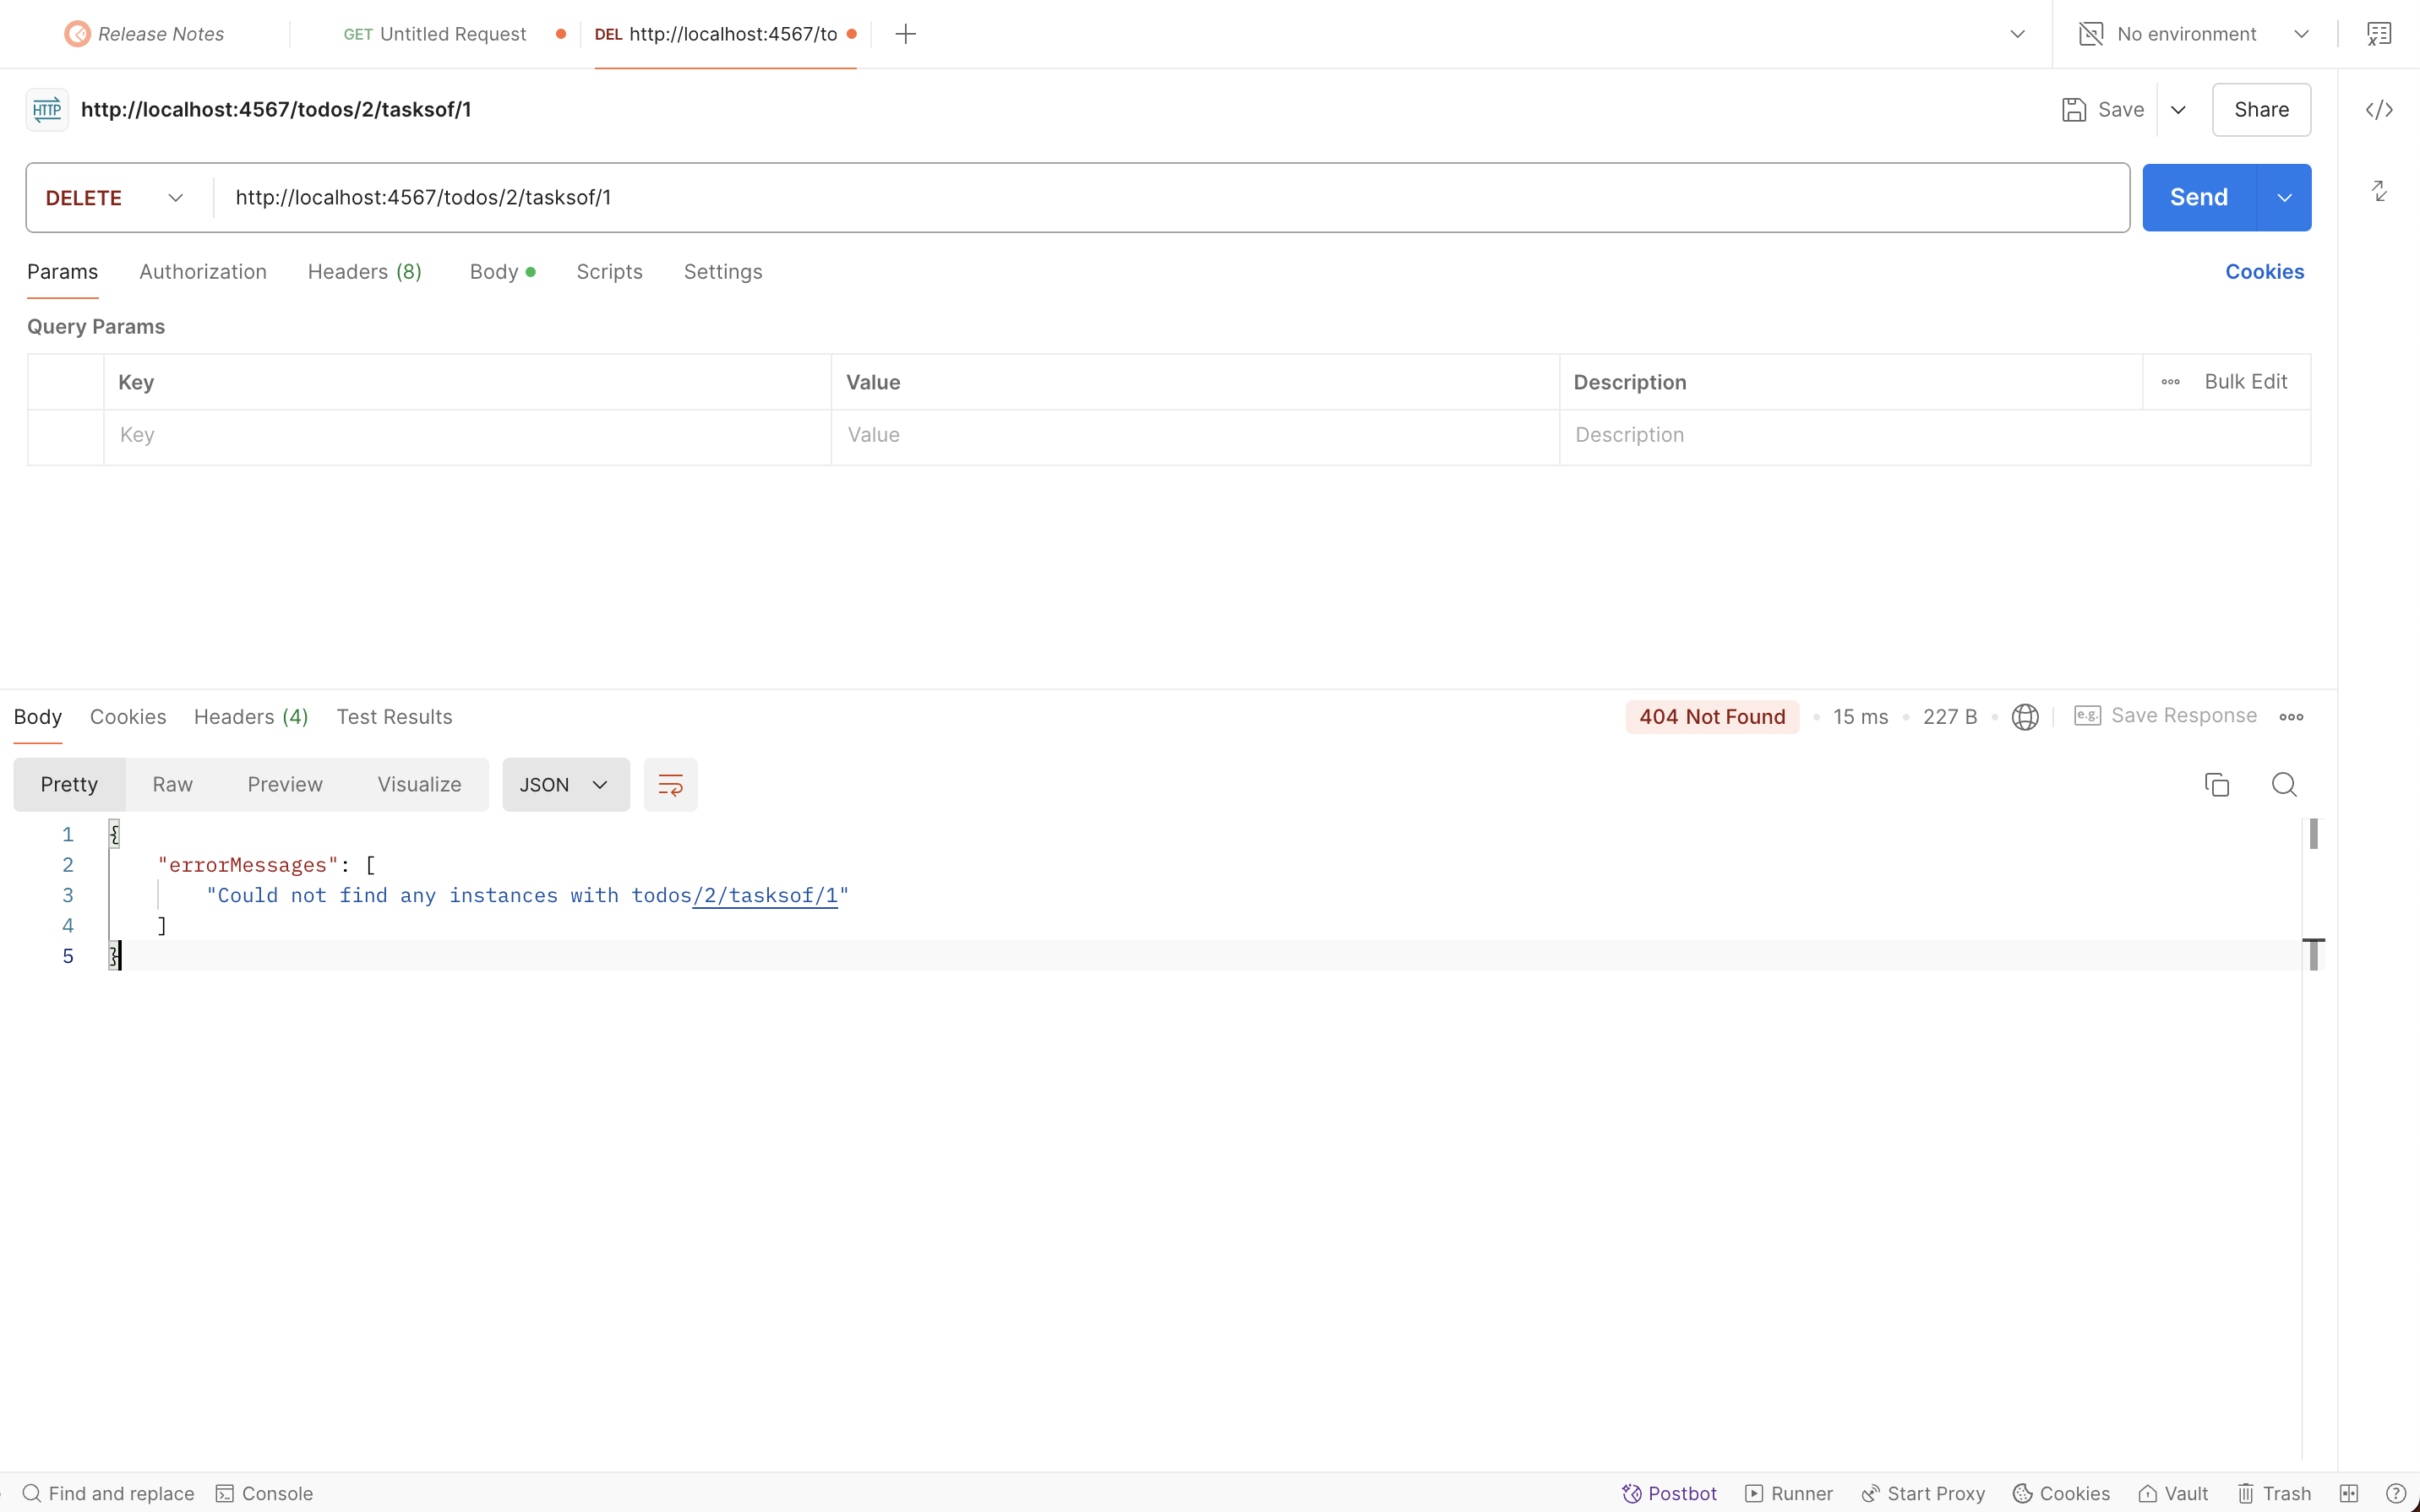 Release Notes GET Untitled Request DEL http://localhost:4567/to No environment
HTTP http://localhost:4567/todos/2/tasksof/1 Save Share
DELETE http://localhost:4567/todos/2/tasksof/1 Send
Params Authorization Headers (8) Body Scripts Settings Cookies
Query Params
Key Value Description Bulk Edit
Key Value Description
Body Cookies Headers (4) Test Results 404 Not Found 15 ms 227 B e.g. Save Response
Pretty Raw Preview Visualize JSON
1 {
2 "errorMessages": [
3 "Could not find any instances with todos/2/tasksof/1"
4 ]
5 }
Find and replace Console Postbot Runner Start Proxy Cookies Vault Trash